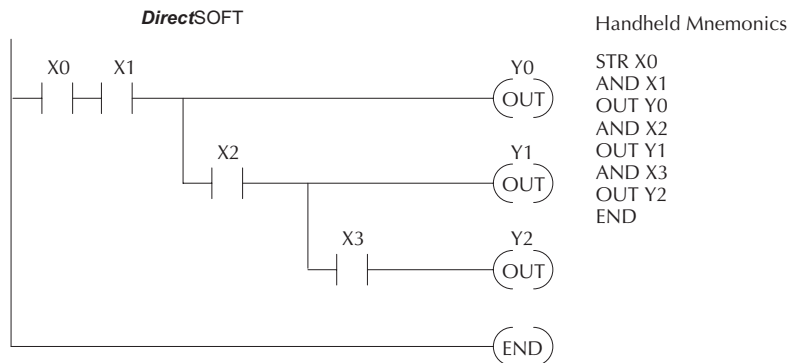 DirectSOFT
Handheld Mnemonics
X0 X1 Y0
OUT
X2 Y1
OUT
X3 Y2
OUT
END
STR X0
AND X1
OUT Y0
AND X2
OUT Y1
AND X3
OUT Y2
END